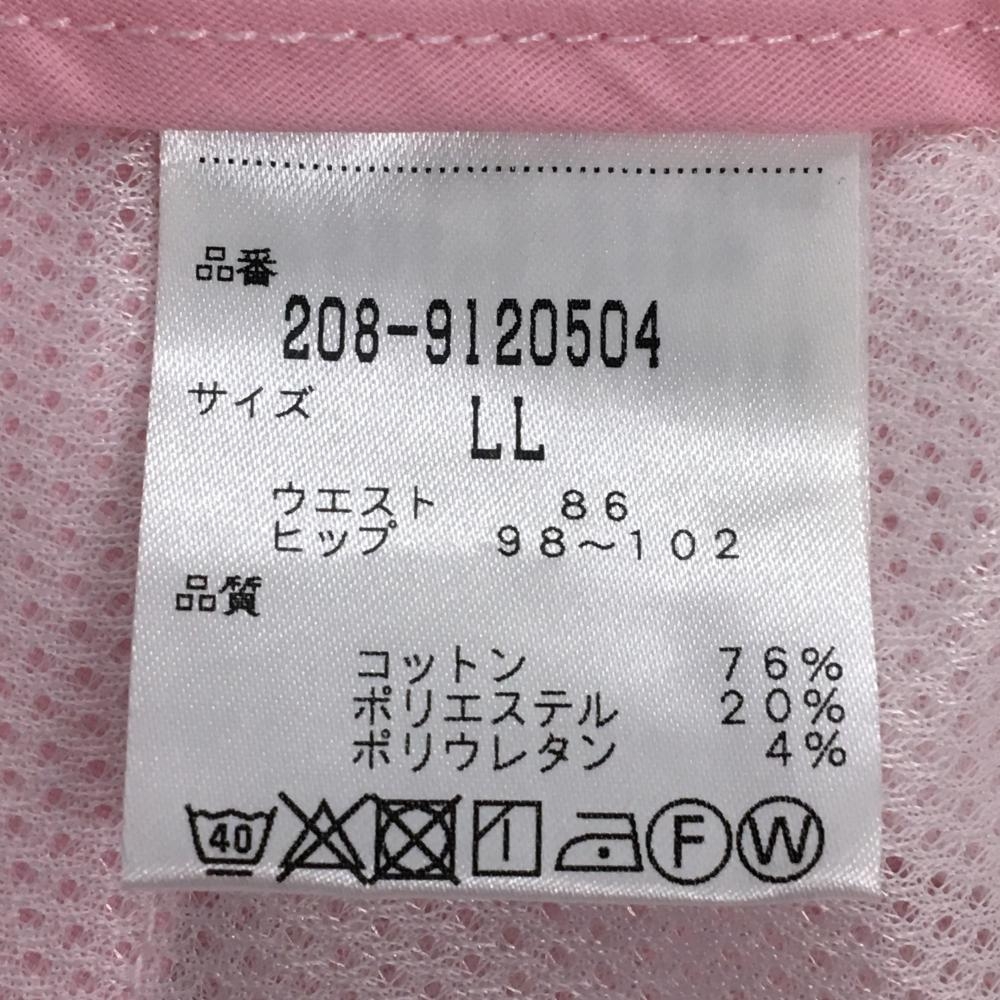 品番
208-9120504
サイズ
LL
ウエスト 86
ヒップ 98〜102
品質
コットン 76%
ポリエステル 20%
ポリウレタン 4%
40 F W